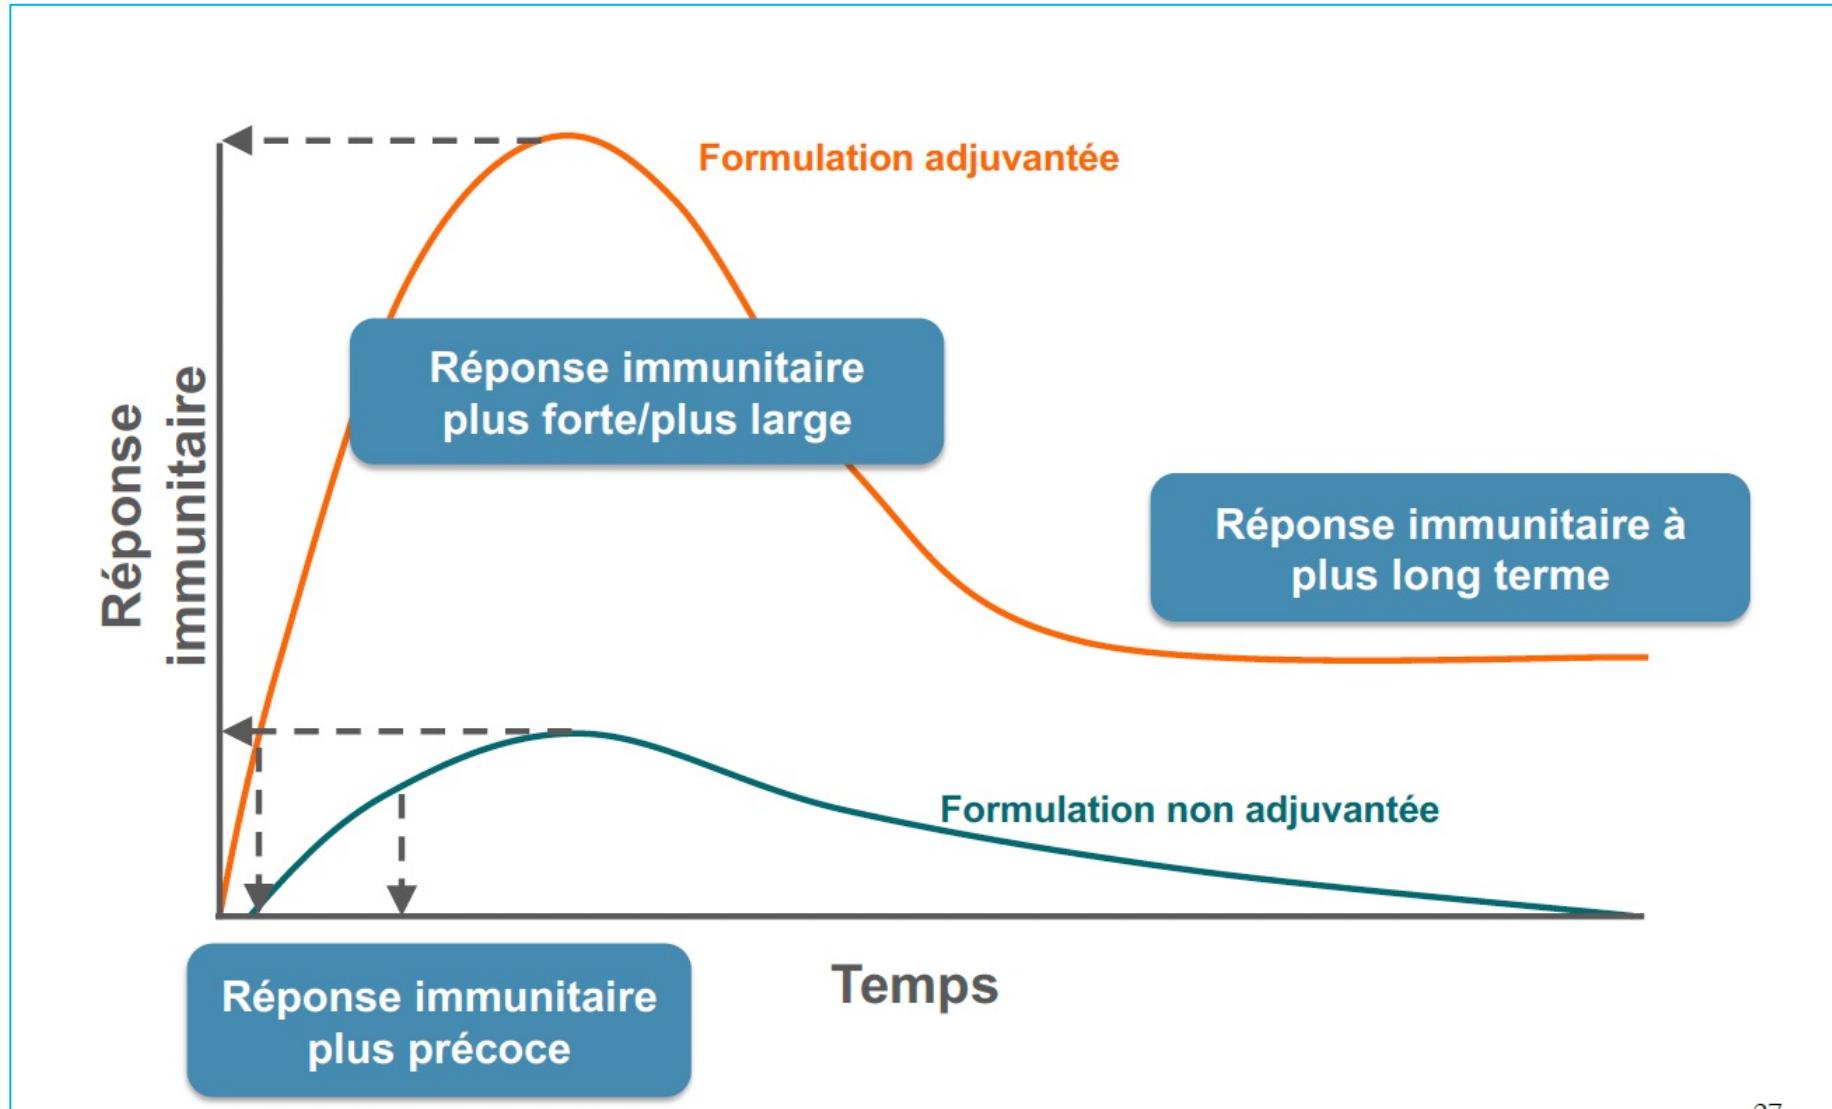 Formulation adjuvantée
Réponse immunitaire
plus forte/plus large
Réponse
immunitaire
Réponse immunitaire à
plus long terme
Formulation non adjuvantée
Temps
Réponse immunitaire
plus précoce